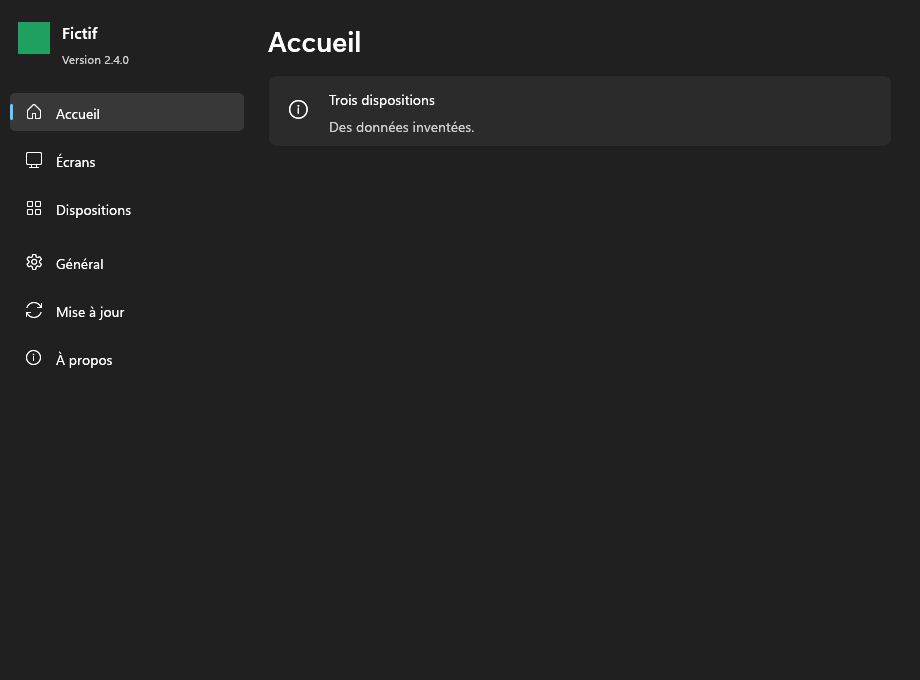 Fictif
Version 2.4.0
Accueil
Écrans
Dispositions
Général
Mise à jour
À propos
Accueil
Trois dispositions
Des données inventées.